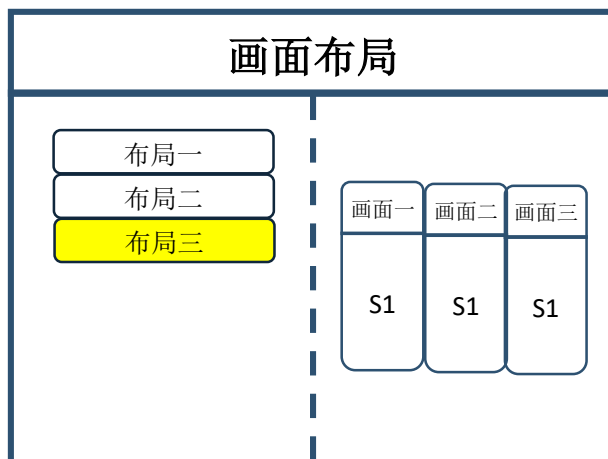 画面布局
布局一
布局二
布局三
画面一 画面二 画面三
S1 S1 S1